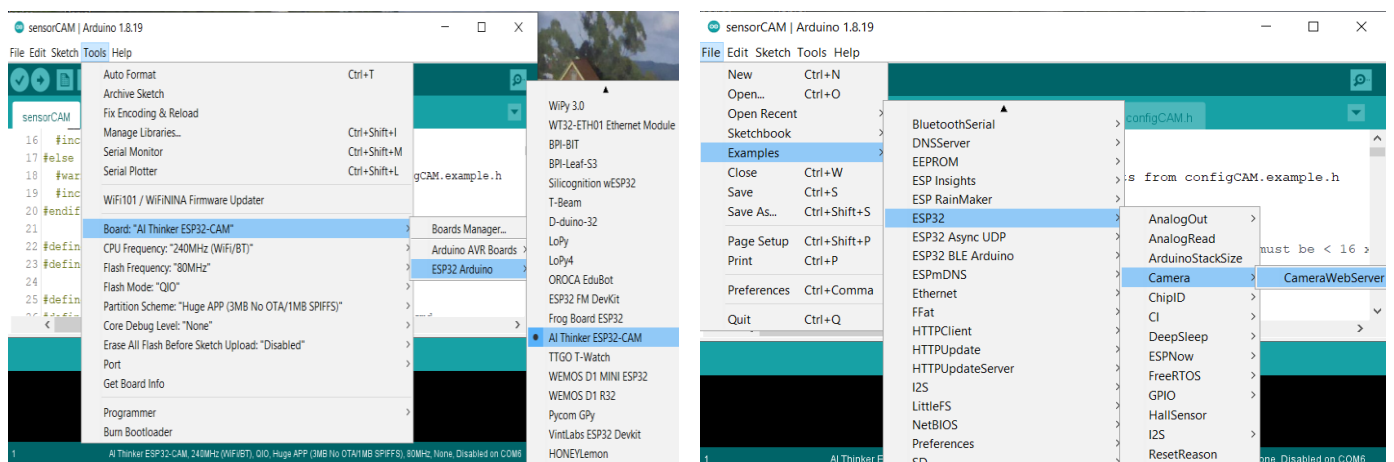 sensorCAM | Arduino 1.8.19
File Edit Sketch Tools Help
sensorCAM
16 #inc
17 #else
18 #war
gCAM.example.h
19 #inc
20 #endif
21
22 #defin
23 #defin
24
25 #defin
Auto Format Ctrl+T
Archive Sketch
Fix Encoding & Reload
Manage Libraries... Ctrl+Shift+I
Serial Monitor Ctrl+Shift+M
Serial Plotter Ctrl+Shift+L
WiFi101 / WiFiNINA Firmware Updater
Board: "AI Thinker ESP32-CAM"
CPU Frequency: "240MHz (WiFi/BT)"
Flash Frequency: "80MHz"
Flash Mode: "QIO"
Partition Scheme: "Huge APP (3MB No OTA/1MB SPIFFS)"
Core Debug Level: "None"
Erase All Flash Before Sketch Upload: "Disabled"
Port
Get Board Info
Programmer
Burn Bootloader
Boards Manager...
Arduino AVR Boards
ESP32 Arduino
WiPy 3.0
WT32-ETH01 Ethernet Module
BPI-BIT
BPI-Leaf-S3
Silicognition wESP32
T-Beam
D-duino-32
LoPy
LoPy4
OROCA EduBot
ESP32 FM DevKit
Frog Board ESP32
AI Thinker ESP32-CAM
TTGO T-Watch
WEMOS D1 MINI ESP32
WEMOS D1 R32
Pycom GPy
VintLabs ESP32 Devkit
HONEYLemon
1 AI Thinker ESP32-CAM, 240MHz (WiFi/BT), QIO, Huge APP (3MB No OTA/1MB SPIFFS), 80MHz, None, Disabled on COM6
sensorCAM | Arduino 1.8.19
File Edit Sketch Tools Help
New Ctrl+N
Open... Ctrl+O
Open Recent
Sketchbook
Examples
Close Ctrl+W
Save Ctrl+S
Save As... Ctrl+Shift+S
Page Setup Ctrl+Shift+P
Print Ctrl+P
Preferences Ctrl+Comma
Quit Ctrl+Q
configCAM.h
s from configCAM.example.h
must be < 16
BluetoothSerial
DNSServer
EEPROM
ESP Insights
ESP RainMaker
ESP32
ESP32 Async UDP
ESP32 BLE Arduino
ESPmDNS
Ethernet
FFat
HTTPClient
HTTPUpdate
HTTPUpdateServer
I2S
LittleFS
NetBIOS
Preferences
SD
AnalogOut
AnalogRead
ArduinoStackSize
Camera
ChipID
CI
DeepSleep
ESPNow
FreeRTOS
GPIO
HallSensor
I2S
ResetReason
CameraWebServer
1 AI Thinker E
one, Disabled on COM6